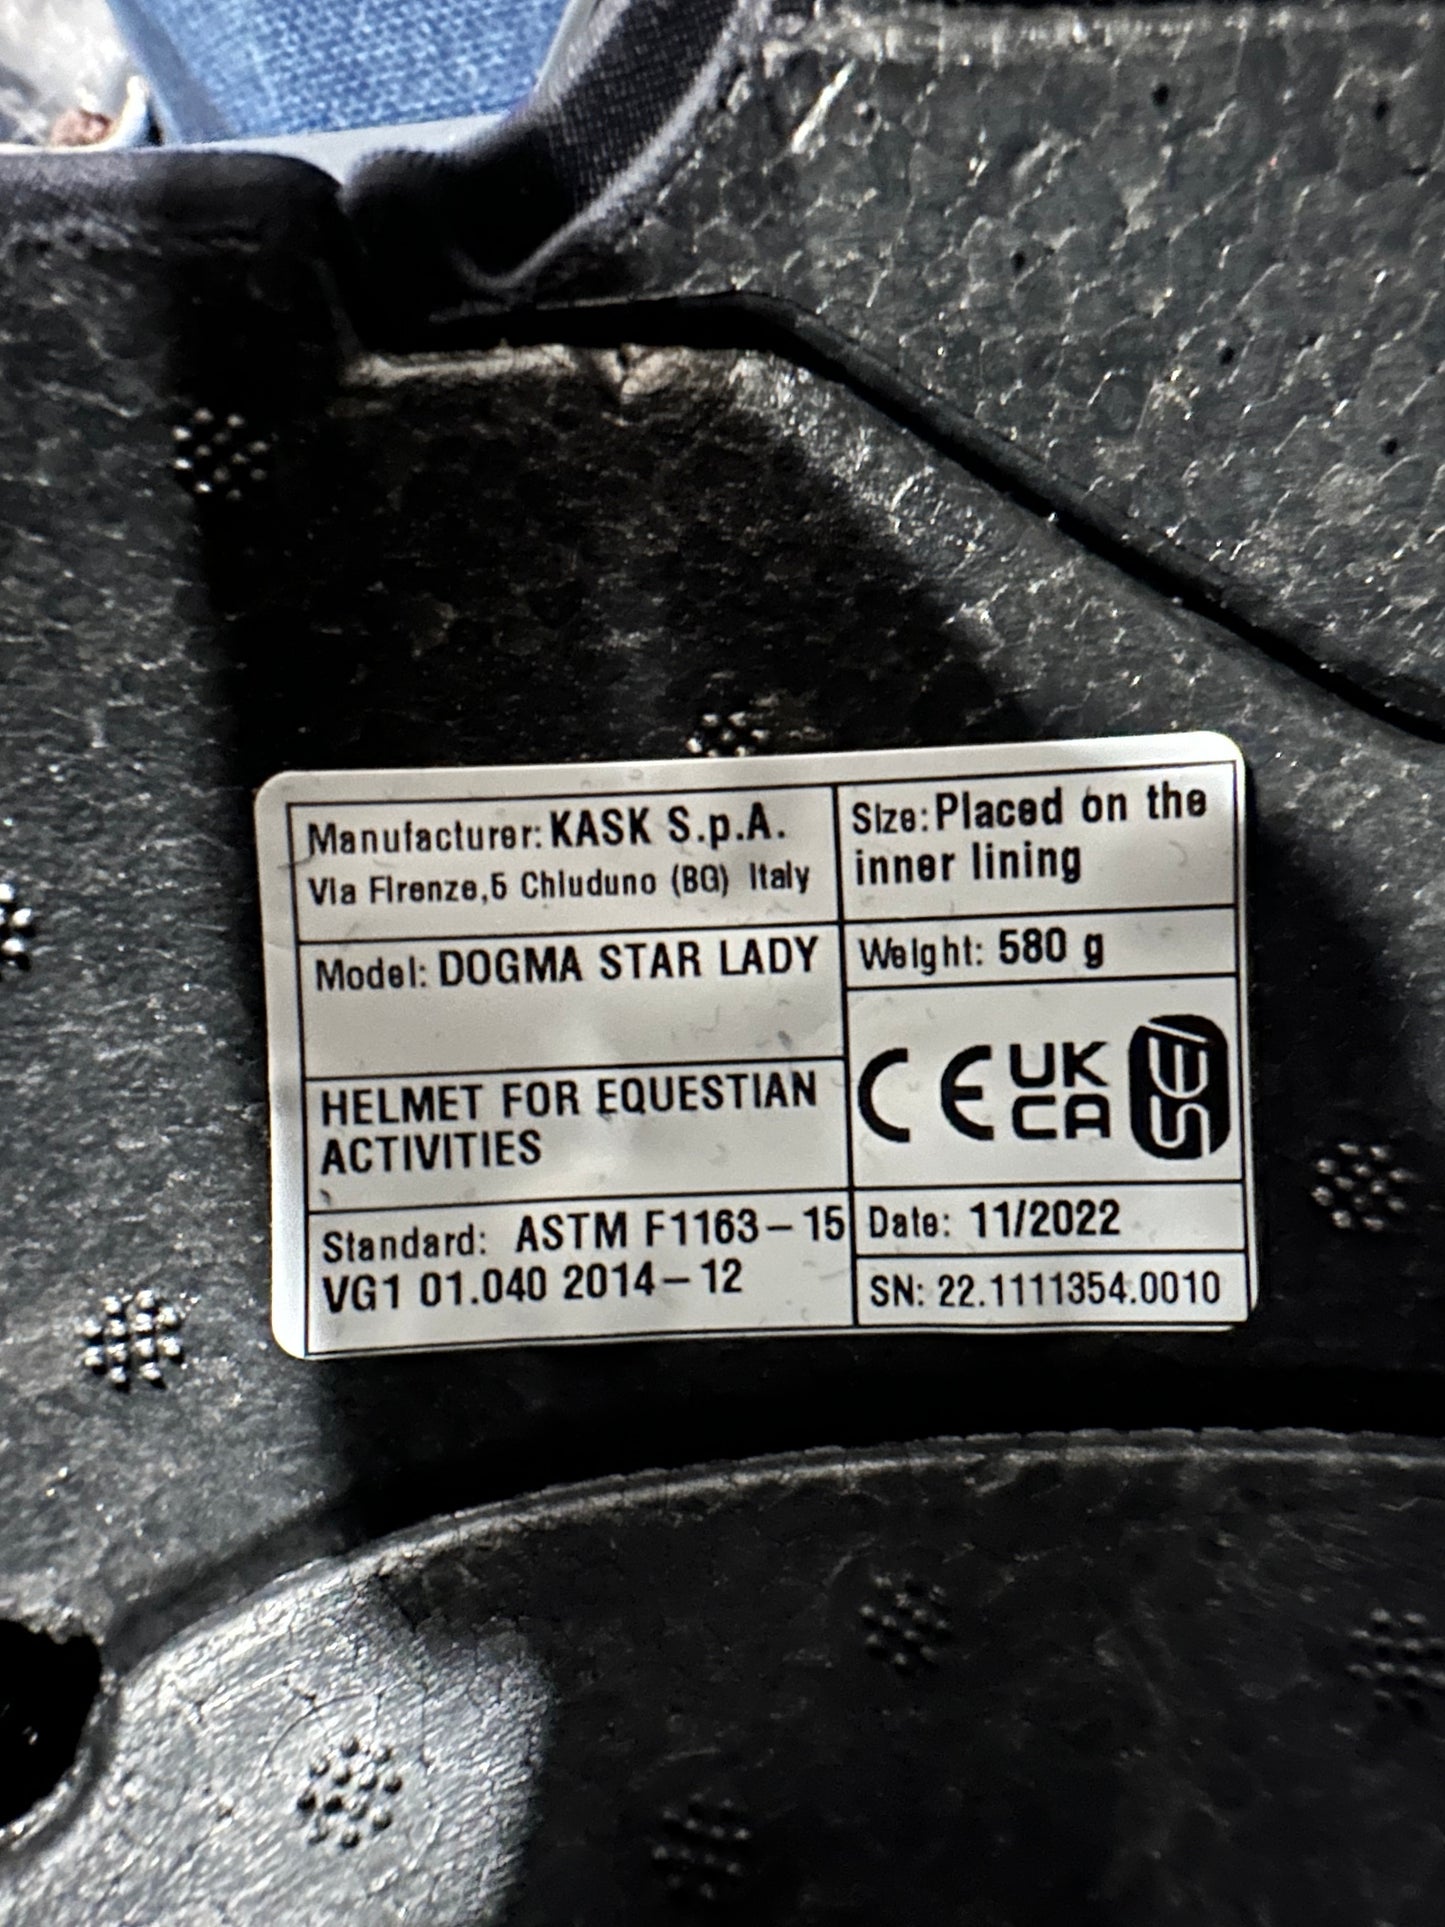 Manufacturer: KASK S.p.A.
Via Firenze,5 Chiuduno (BG) Italy
Model: DOGMA STAR LADY
HELMET FOR EQUESTIAN
ACTIVITIES
Standard: ASTM F1163-15
VG1 01.040 2014-12
Size: Placed on the
inner lining
Weight: 580 g
CE UK
CA
Date: 11/2022
SN: 22.1111354.0010